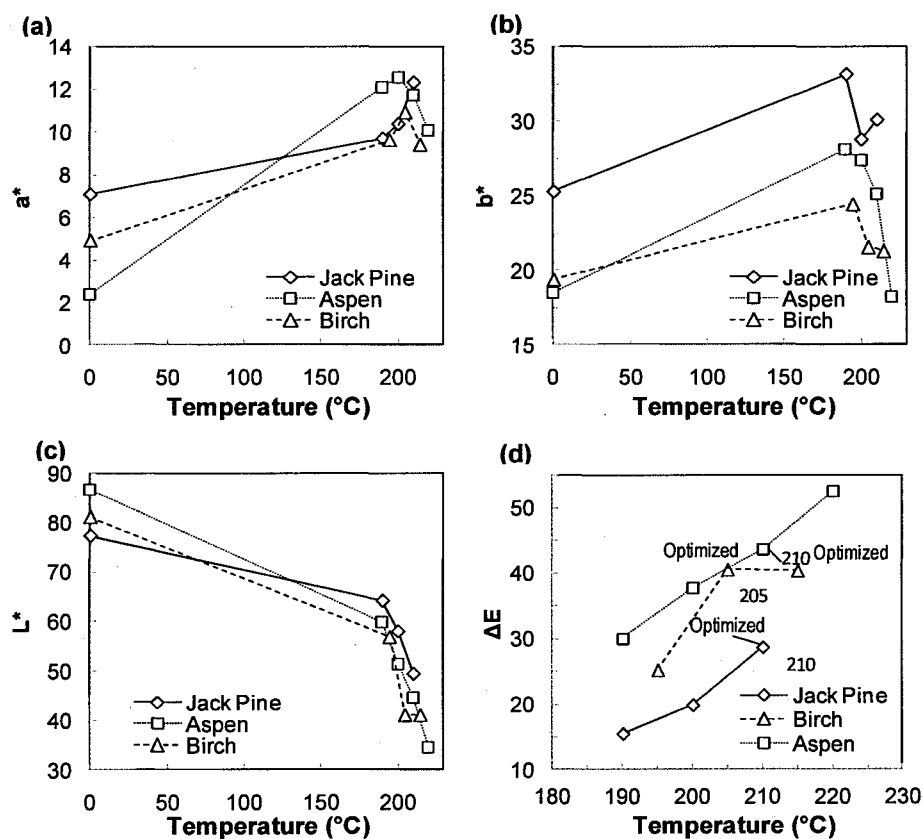 (a)
14
12
10
8
6
4
2
0
a*
Jack Pine
Aspen
Birch
0 50 100 150 200
Temperature (°C)
(b)
35
30
25
20
15
b*
Jack Pine
Aspen
Birch
0 50 100 150 200
Temperature (°C)
(c)
90
80
70
60
50
40
30
L*
Jack Pine
Aspen
Birch
0 50 100 150 200
Temperature (°C)
(d)
50
40
30
20
10
ΔE
Optimized
210 Optimized
205
Optimized
210
Jack Pine
Birch
Aspen
180 190 200 210 220 230
Temperature (°C)